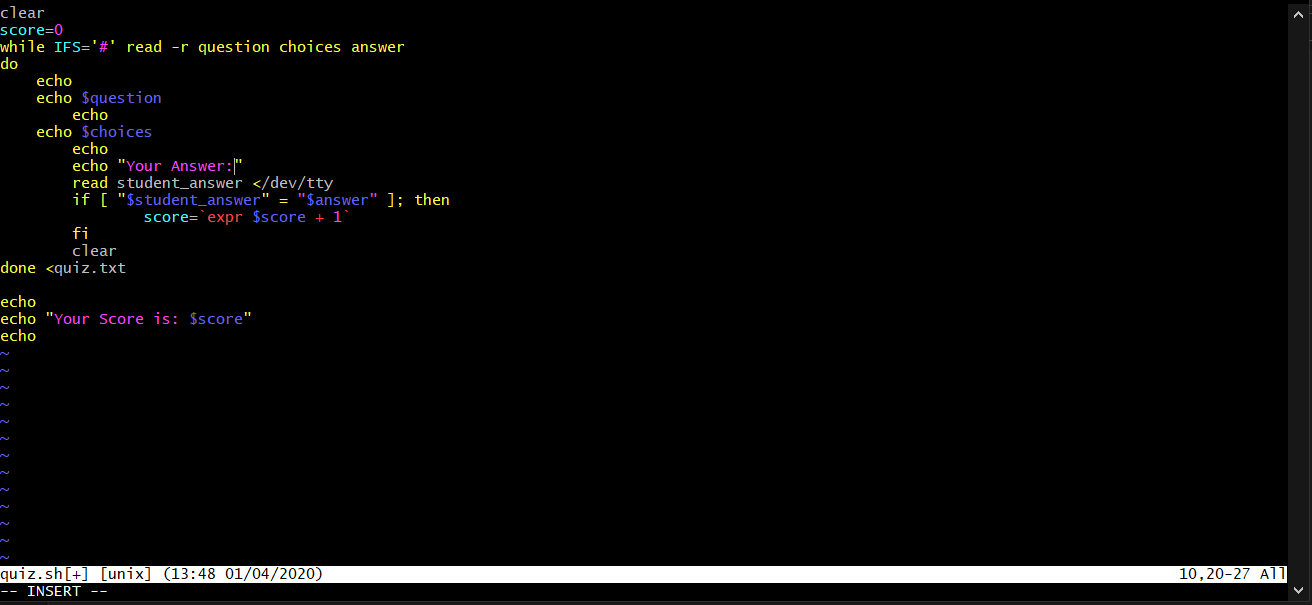 clear
score=0
while IFS='#' read -r question choices answer
do
    echo
    echo $question
        echo
    echo $choices
        echo
        echo "Your Answer:"
        read student_answer </dev/tty
        if [ "$student_answer" = "$answer" ]; then
                score=`expr $score + 1`
        fi
        clear
done <quiz.txt

echo
echo "Your Score is: $score"
echo
~
~
~
~
~
~
~
~
~
~
~
~
~
quiz.sh[+] [unix] (13:48 01/04/2020) 10,20-27 All
-- INSERT --